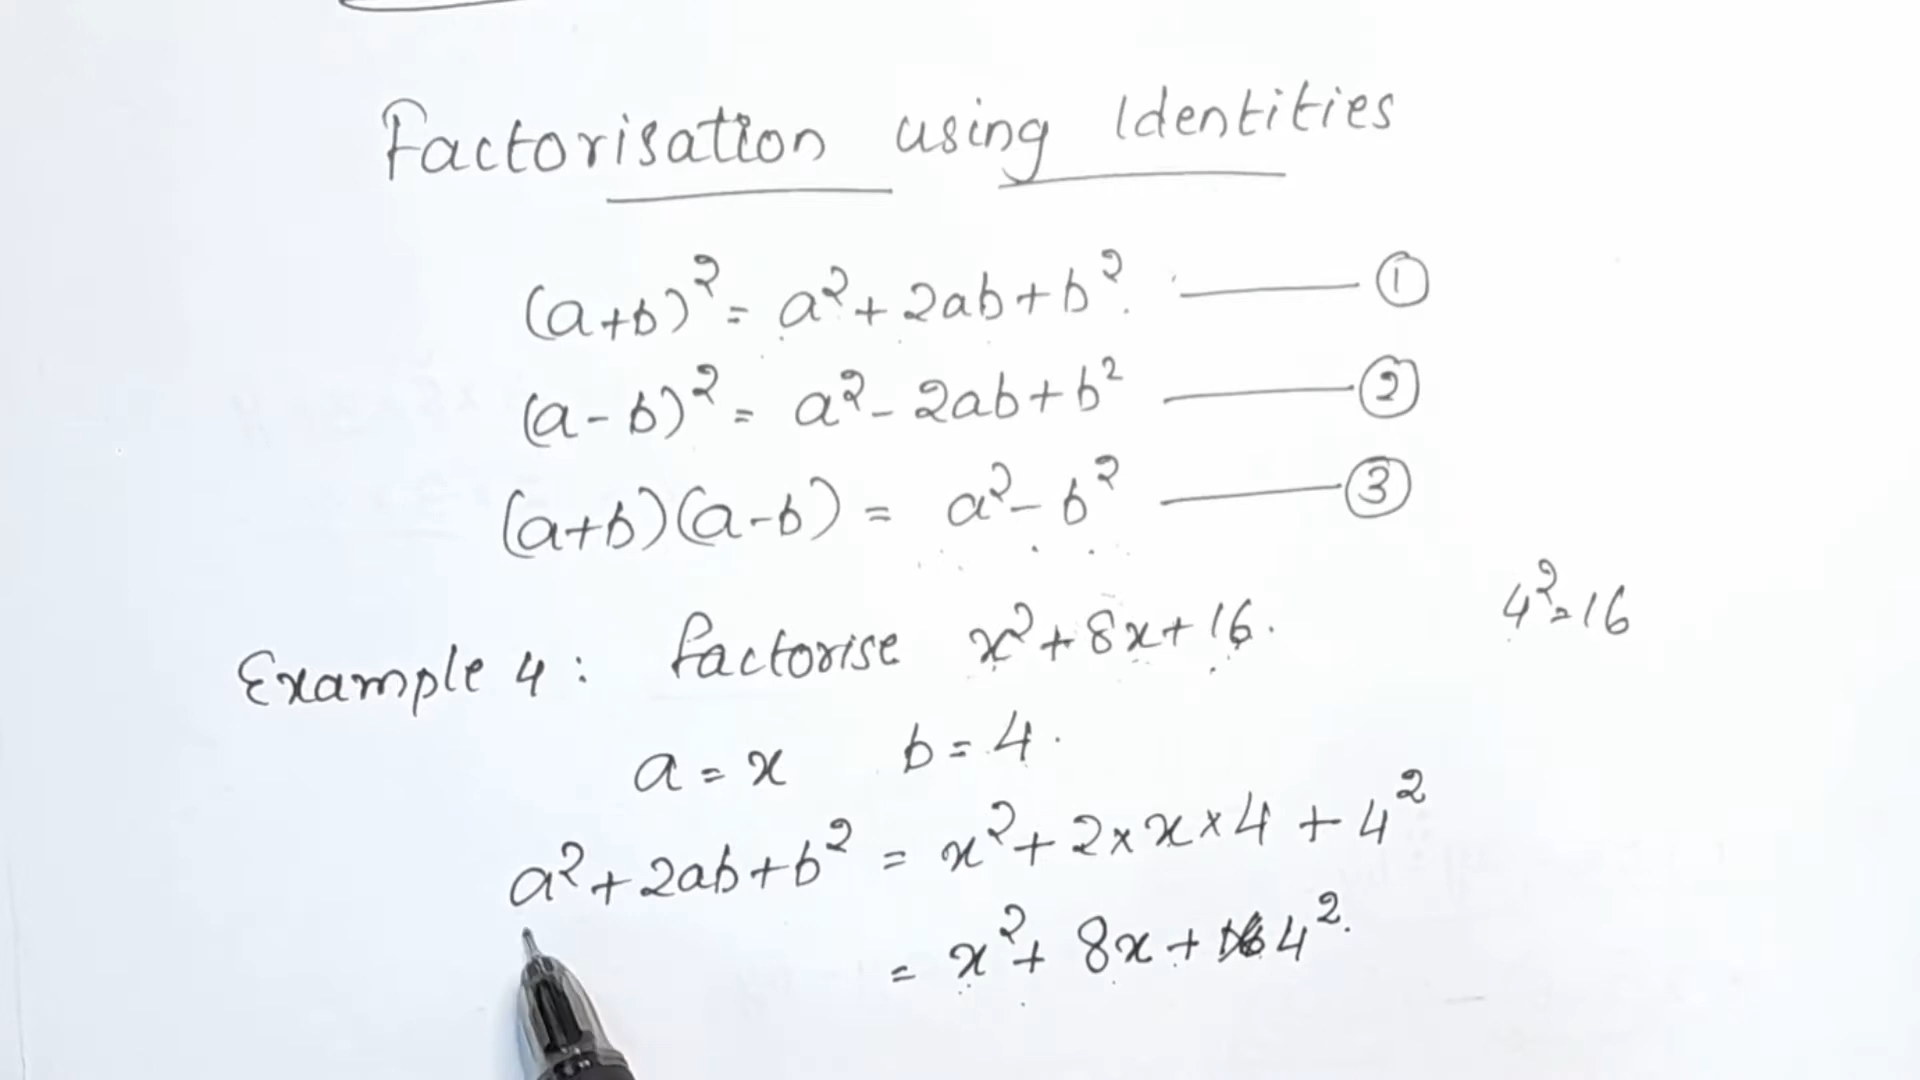 Factorisation using Identities
(a+b)² = a² + 2ab + b². ——— ①
(a-b)² = a² - 2ab + b² ——— ②
(a+b)(a-b) = a² - b² ——— ③
4² = 16
Example 4 : factorise x² + 8x + 16.
a = x b = 4.
a² + 2ab + b² = x² + 2 × x × 4 + 4²
= x² + 8x + 4².